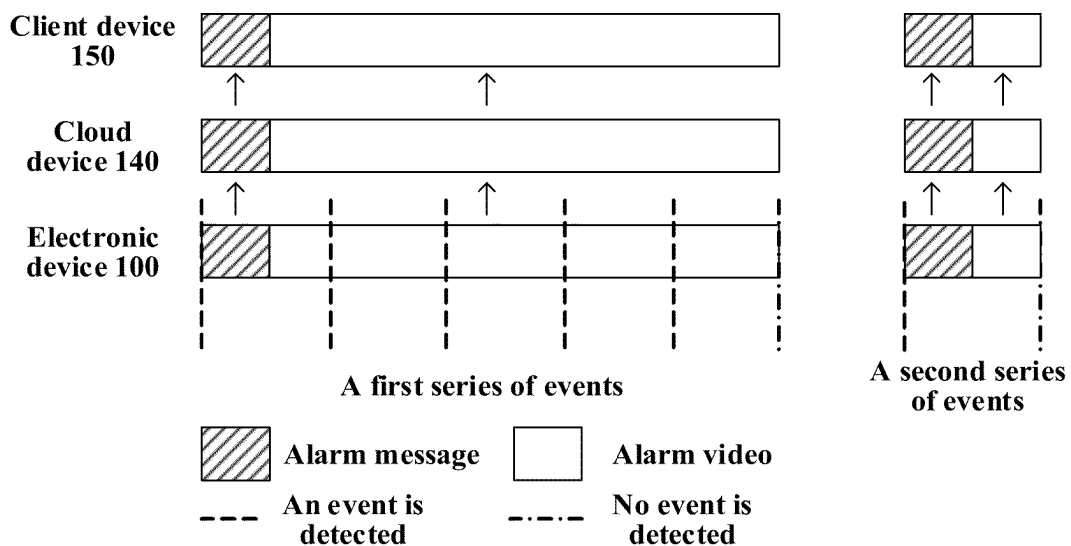 Client device
150
Cloud
device 140
Electronic
device 100
A first series of events
A second series
of events
Alarm message
Alarm video
An event is
detected
No event is
detected